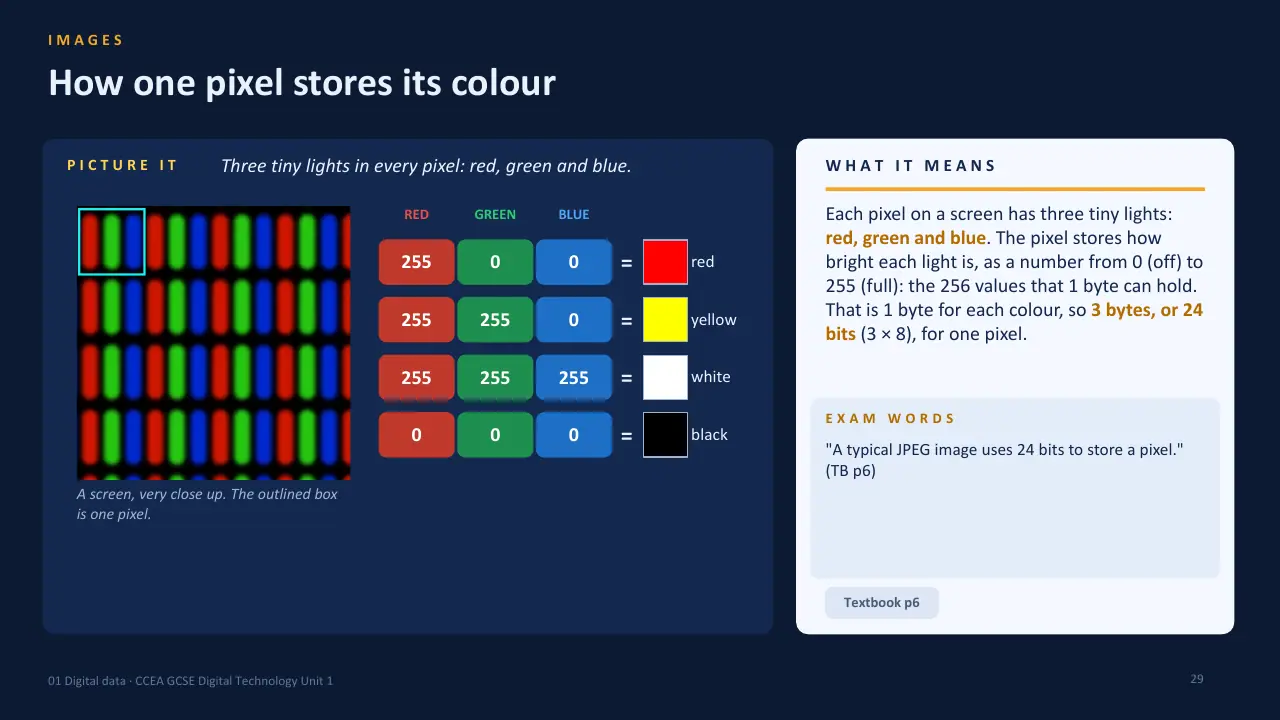 IMAGES
How one pixel stores its colour
PICTURE IT
Three tiny lights in every pixel: red, green and blue.
RED GREEN BLUE
255 0 0 = red
255 255 0 = yellow
255 255 255 = white
0 0 0 = black
A screen, very close up. The outlined box
is one pixel.
WHAT IT MEANS
Each pixel on a screen has three tiny lights:
red, green and blue. The pixel stores how
bright each light is, as a number from 0 (off) to
255 (full): the 256 values that 1 byte can hold.
That is 1 byte for each colour, so 3 bytes, or 24
bits (3 × 8), for one pixel.
EXAM WORDS
"A typical JPEG image uses 24 bits to store a pixel."
(TB p6)
Textbook p6
01 Digital data · CCEA GCSE Digital Technology Unit 1
29